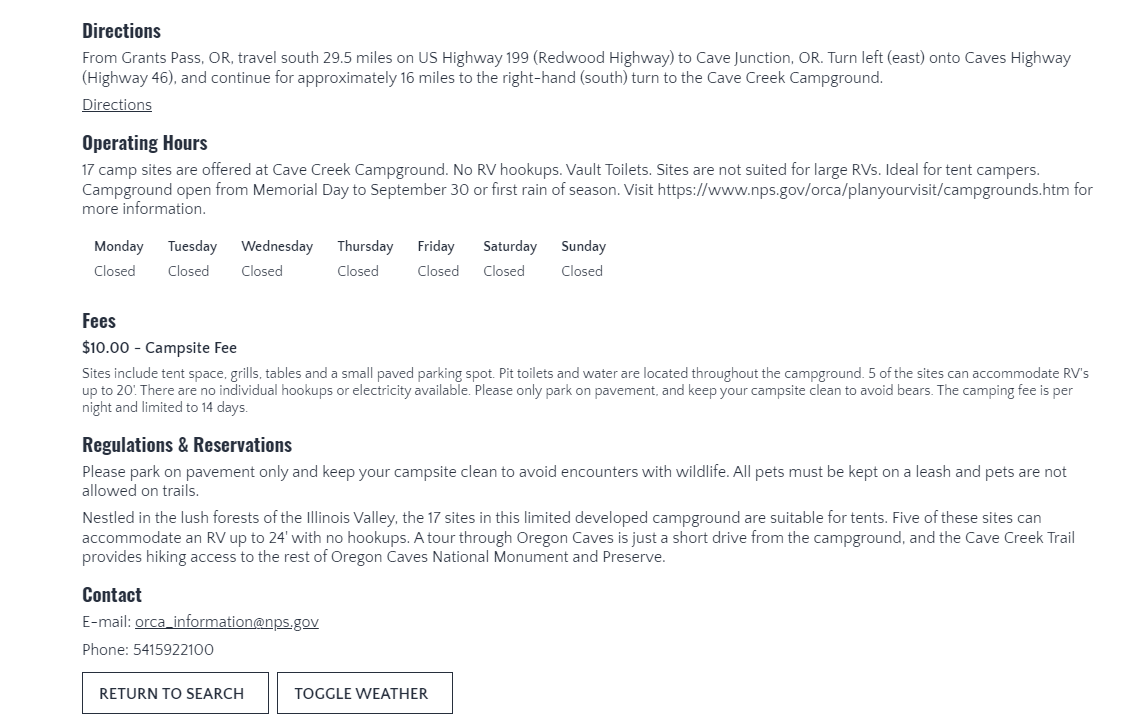 Directions
From Grants Pass, OR, travel south 29.5 miles on US Highway 199 (Redwood Highway) to Cave Junction, OR. Turn left (east) onto Caves Highway
(Highway 46), and continue for approximately 16 miles to the right-hand (south) turn to the Cave Creek Campground.
Directions
Operating Hours
17 camp sites are offered at Cave Creek Campground. No RV hookups. Vault Toilets. Sites are not suited for large RVs. Ideal for tent campers.
Campground open from Memorial Day to September 30 or first rain of season. Visit https://www.nps.gov/orca/planyourvisit/campgrounds.htm for
more information.
Monday Tuesday Wednesday Thursday Friday Saturday Sunday
Closed Closed Closed Closed Closed Closed Closed
Fees
$10.00 - Campsite Fee
Sites include tent space, grills, tables and a small paved parking spot. Pit toilets and water are located throughout the campground. 5 of the sites can accommodate RV's
up to 20'. There are no individual hookups or electricity available. Please only park on pavement, and keep your campsite clean to avoid bears. The camping fee is per
night and limited to 14 days.
Regulations & Reservations
Please park on pavement only and keep your campsite clean to avoid encounters with wildlife. All pets must be kept on a leash and pets are not
allowed on trails.
Nestled in the lush forests of the Illinois Valley, the 17 sites in this limited developed campground are suitable for tents. Five of these sites can
accommodate an RV up to 24' with no hookups. A tour through Oregon Caves is just a short drive from the campground, and the Cave Creek Trail
provides hiking access to the rest of Oregon Caves National Monument and Preserve.
Contact
E-mail: orca_information@nps.gov
Phone: 5415922100
RETURN TO SEARCH TOGGLE WEATHER